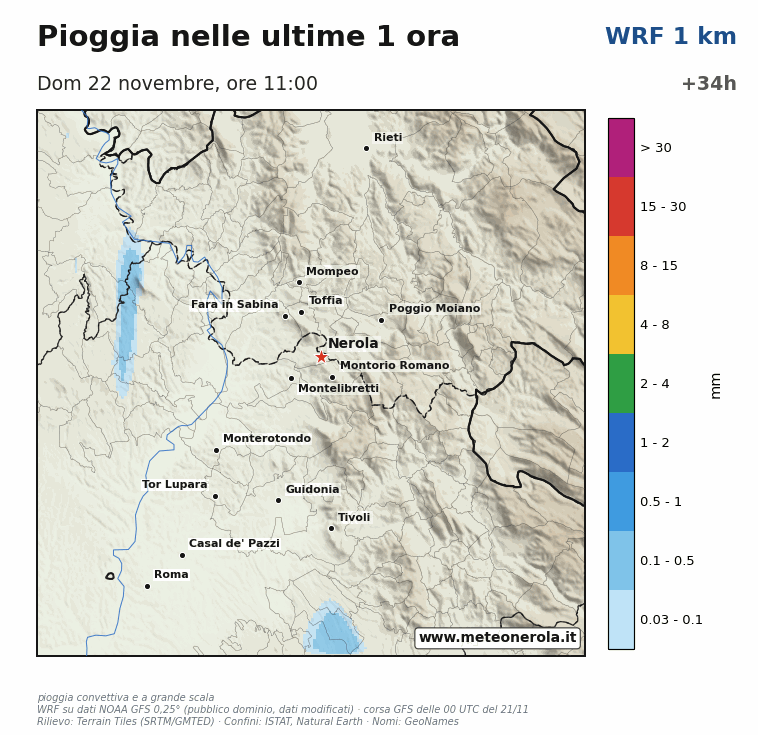 Pioggia nelle ultime 1 ora
WRF 1 km
Dom 22 novembre, ore 11:00
+34h
Rieti
Mompeo
Toffia
Fara in Sabina
Poggio Moiano
Nerola
Montorio Romano
Montelibretti
Monterotondo
Tor Lupara
Guidonia
Tivoli
Casal de' Pazzi
Roma
www.meteonerola.it
> 30
15 - 30
8 - 15
4 - 8
2 - 4
1 - 2
0.5 - 1
0.1 - 0.5
0.03 - 0.1
mm
pioggia convettiva e a grande scala
WRF su dati NOAA GFS 0,25° (pubblico dominio, dati modificati) · corsa GFS delle 00 UTC del 21/11
Rilievo: Terrain Tiles (SRTM/GMTED) · Confini: ISTAT, Natural Earth · Nomi: GeoNames